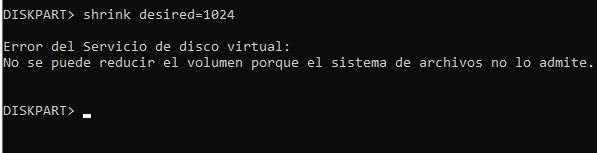 DISKPART> shrink desired=1024
Error del Servicio de disco virtual:
No se puede reducir el volumen porque el sistema de archivos no lo admite.
DISKPART>